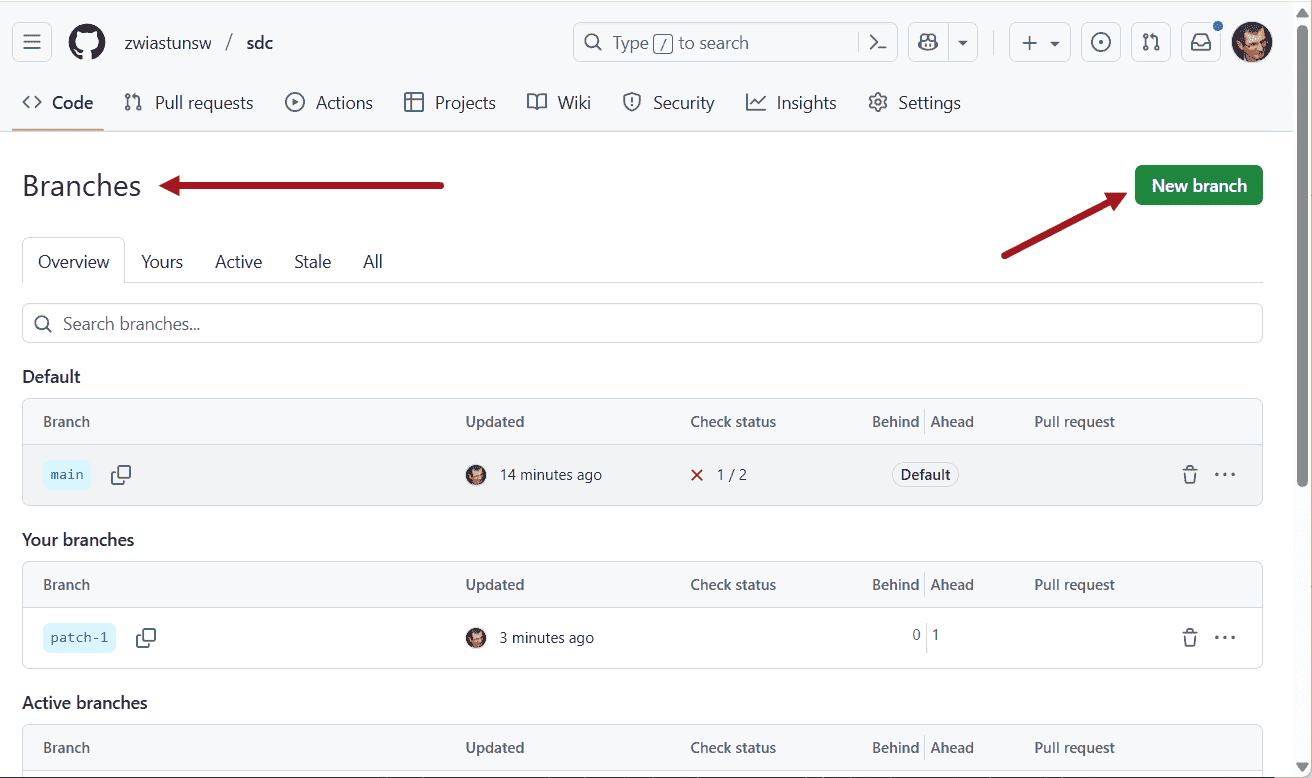 zwiastunsw / sdc
Type / to search
Code Pull requests Actions Projects Wiki Security Insights Settings
Branches
New branch
Overview Yours Active Stale All
Search branches...
Default
Branch Updated Check status Behind Ahead Pull request
main 14 minutes ago 1 / 2 Default
Your branches
Branch Updated Check status Behind Ahead Pull request
patch-1 3 minutes ago 0 1
Active branches
Branch Updated Check status Behind Ahead Pull request